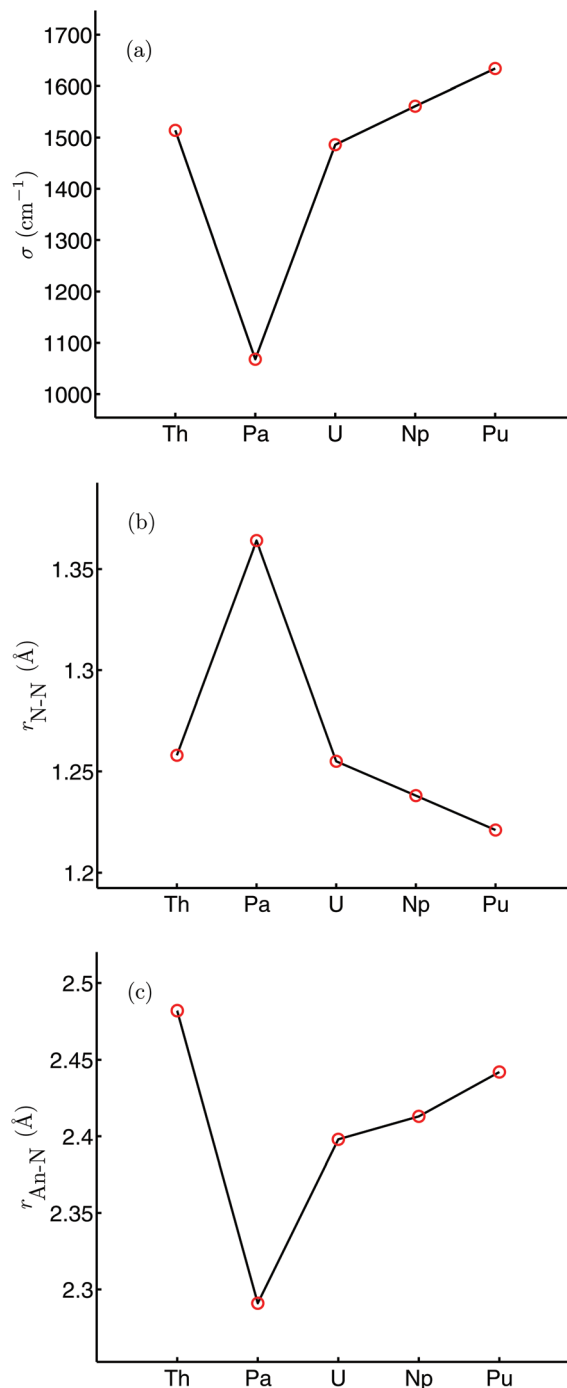 (a)
1700
1600
1500
1400
1300
1200
1100
1000
σ (cm⁻¹)
Th Pa U Np Pu
(b)
1.35
1.3
1.25
1.2
r_N-N (Å)
Th Pa U Np Pu
(c)
2.5
2.45
2.4
2.35
2.3
r_An-N (Å)
Th Pa U Np Pu